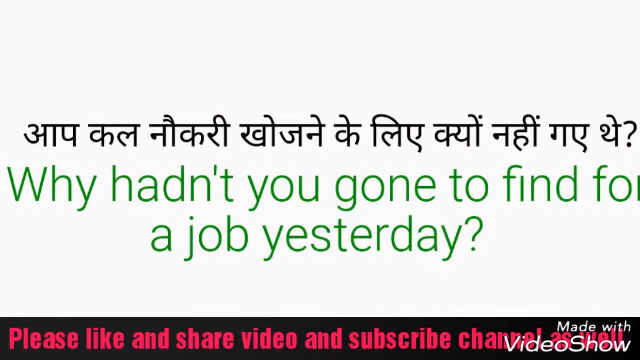 आप कल नौकरी खोजने के लिए क्यों नहीं गए थे?
Why hadn't you gone to find for
a job yesterday?
Made with
VideoShow
Please like and share video and subscribe channel as well